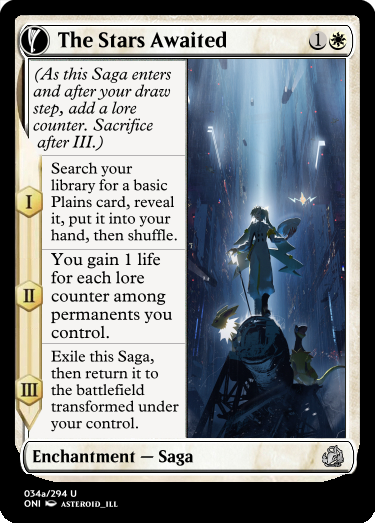 The Stars Awaited
1
(As this Saga enters
and after your draw
step, add a lore
counter. Sacrifice
after III.)
I
Search your
library for a basic
Plains card, reveal
it, put it into your
hand, then shuffle.
II
You gain 1 life
for each lore
counter among
permanents you
control.
III
Exile this Saga,
then return it to
the battlefield
transformed under
your control.
Enchantment — Saga
034a/294 U
ONI ASTEROID_ILL